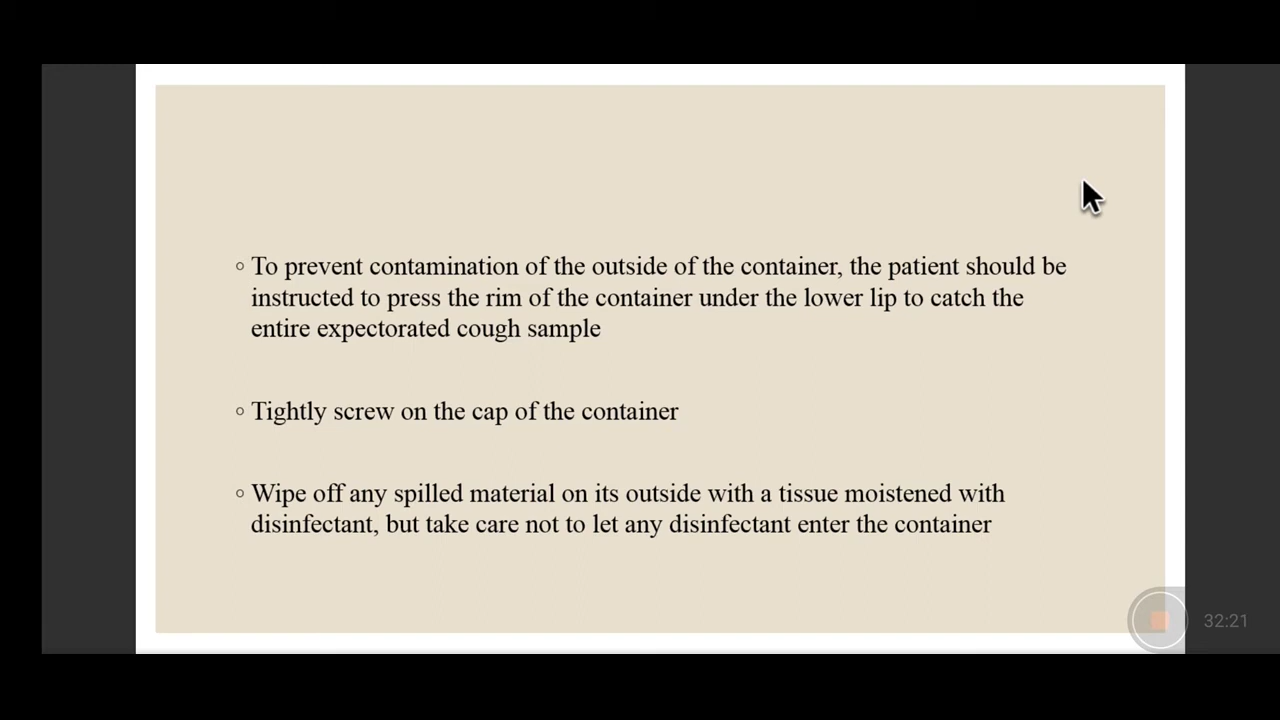 ◦ To prevent contamination of the outside of the container, the patient should be
instructed to press the rim of the container under the lower lip to catch the
entire expectorated cough sample
◦ Tightly screw on the cap of the container
◦ Wipe off any spilled material on its outside with a tissue moistened with
disinfectant, but take care not to let any disinfectant enter the container
32:21